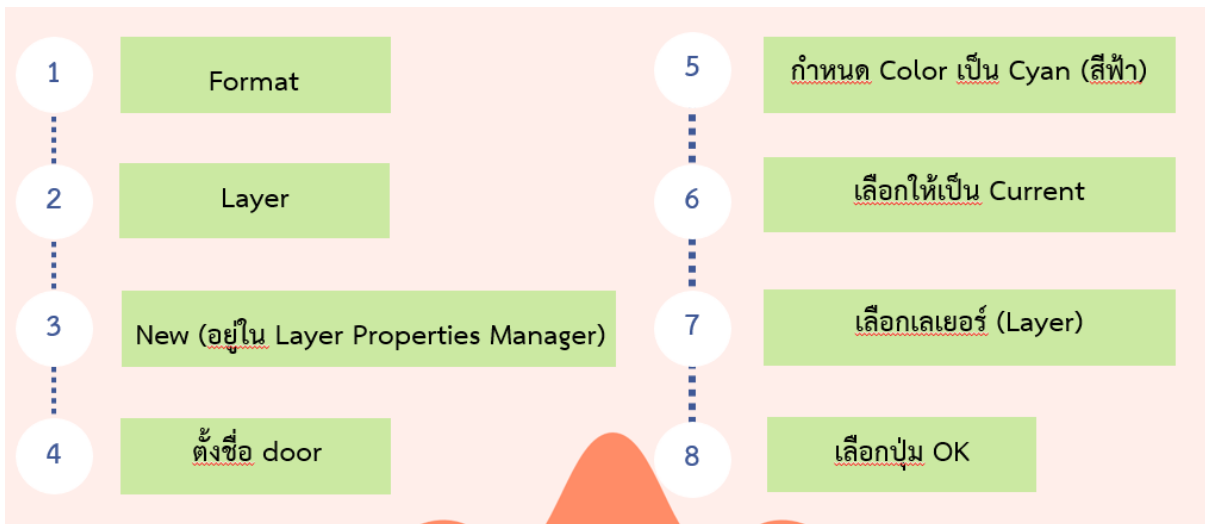 1
Format
2
Layer
3
New (อยู่ใน Layer Properties Manager)
4
ตั้งชื่อ door
5
กำหนด Color เป็น Cyan (สีฟ้า)
6
เลือกให้เป็น Current
7
เลือกเลเยอร์ (Layer)
8
เลือกปุ่ม OK